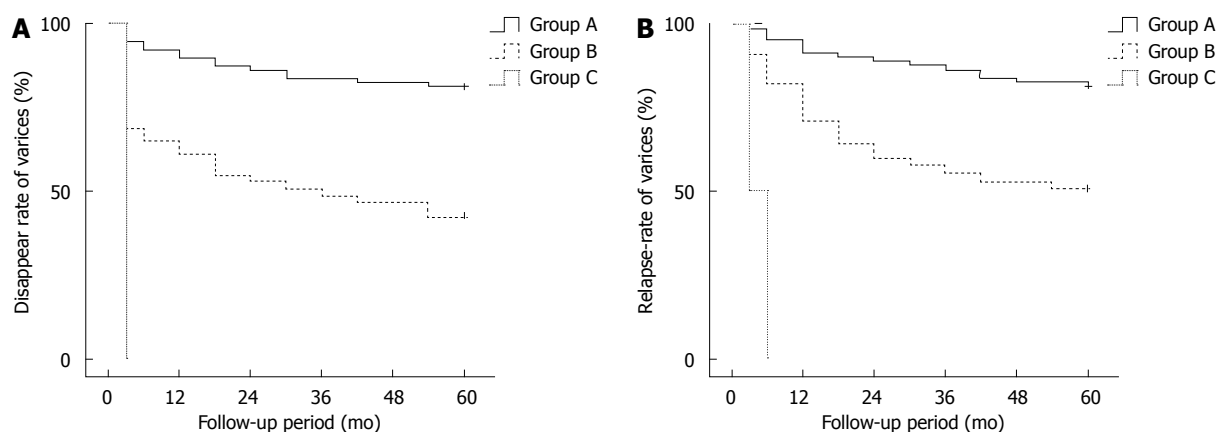 A
100
50
0
Disappear rate of varices (%)
0 12 24 36 48 60
Follow-up period (mo)
Group A
Group B
Group C
B
100
50
0
Relapse-rate of varices (%)
0 12 24 36 48 60
Follow-up period (mo)
Group A
Group B
Group C